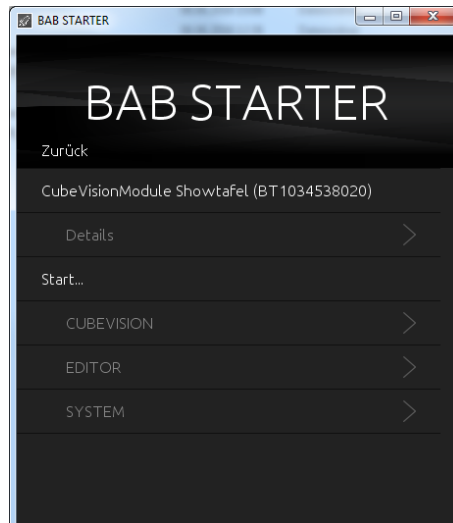 BAB STARTER
BAB STARTER
Zurück
CubeVisionModule Showtafel (BT1034538020)
Details
Start...
CUBEVISION
EDITOR
SYSTEM